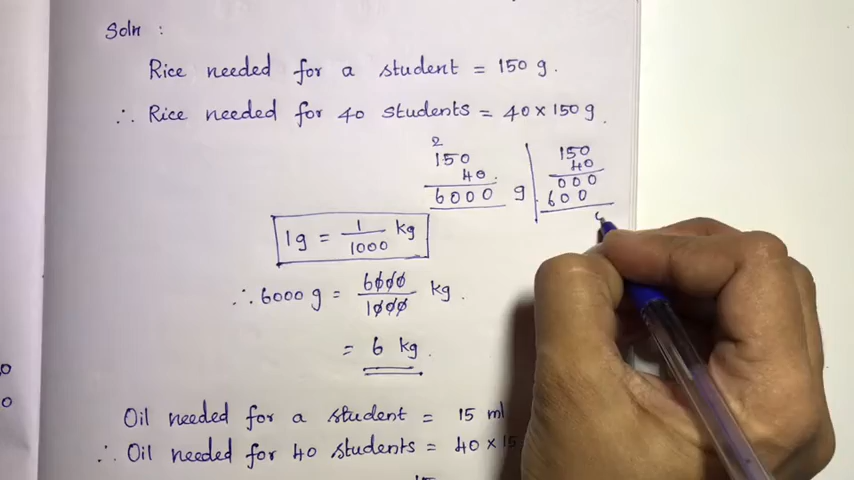 Soln :
Rice needed for a student = 150 g.
∴ Rice needed for 40 students = 40 × 150 g.
2
150
40
6000 g
150
40
000
600
1g = 1/1000 kg
∴ 6000 g = 6000/1000 kg.
= 6 kg.
Oil needed for a student = 15 ml
∴ Oil needed for 40 students = 40 × 15